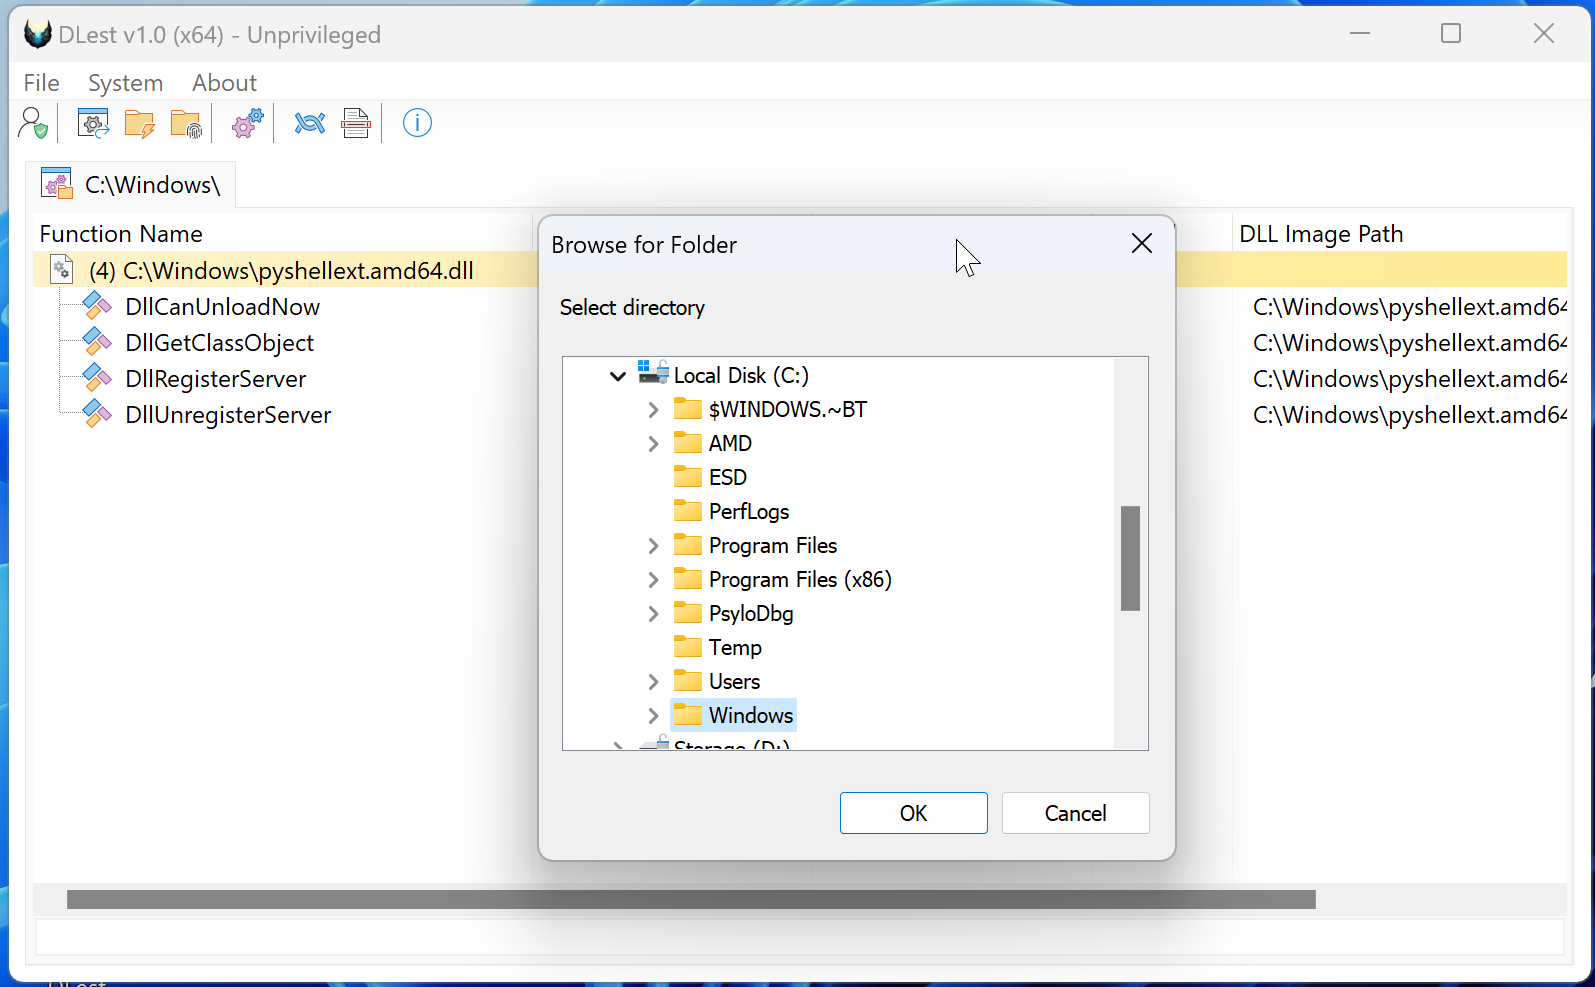 DLest v1.0 (x64) - Unprivileged
File System About
C:\Windows\
Function Name
DLL Image Path
(4) C:\Windows\pyshellext.amd64.dll
DllCanUnloadNow
C:\Windows\pyshellext.amd64
DllGetClassObject
C:\Windows\pyshellext.amd64
DllRegisterServer
C:\Windows\pyshellext.amd64
DllUnregisterServer
C:\Windows\pyshellext.amd64
Browse for Folder
Select directory
Local Disk (C:)
$WINDOWS.~BT
AMD
ESD
PerfLogs
Program Files
Program Files (x86)
PsyloDbg
Temp
Users
Windows
Storage (D:)
OK
Cancel
DLest